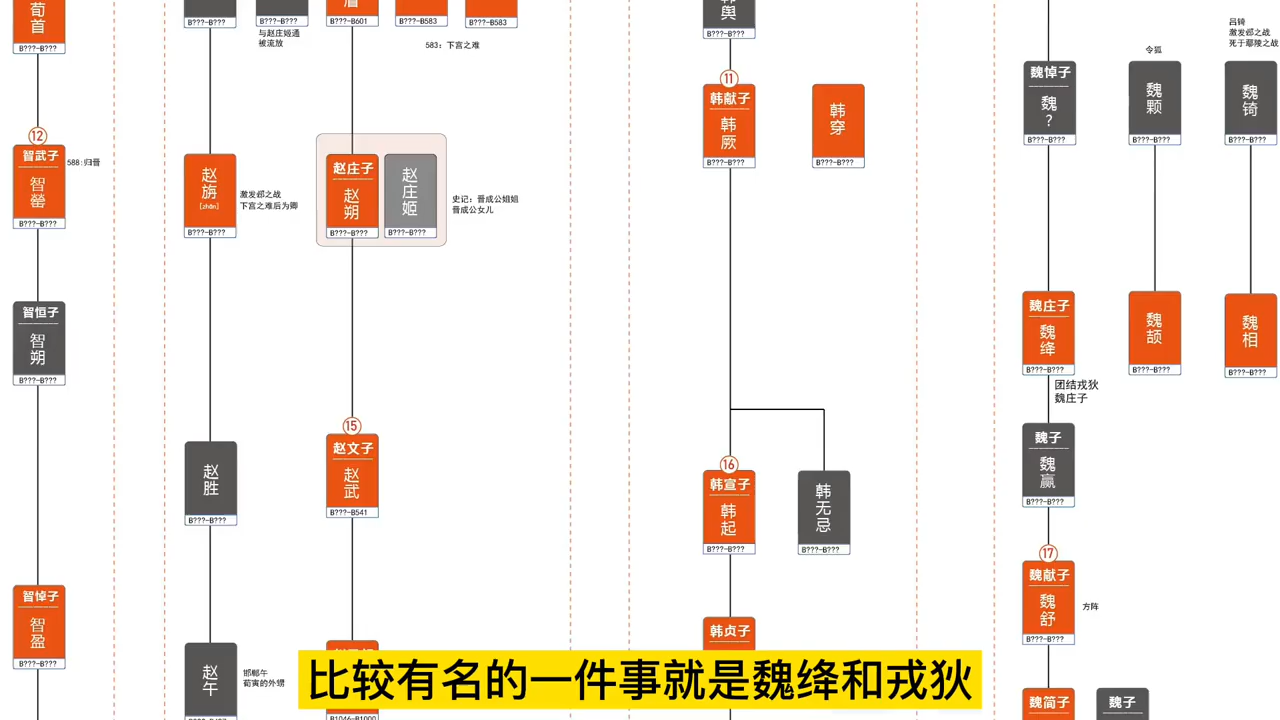 荀首
B???-B???
12
智武子
智罃
B???-B???
588:归晋
智恒子
智朔
B???-B???
智悼子
智盈
B???-B???
B???-B???
B???-B???
与赵庄姬通
被流放
B???-B601
B???-B583
B???-B583
583: 下宫之难
赵旃
[zhān]
B???-B???
激发邲之战
下宫之难后为卿
赵庄子
赵朔
B???-B???
赵庄姬
B???-B???
史记: 晋成公姐姐
晋成公女儿
赵胜
B???-B???
15
赵文子
赵武
B???-B541
赵午
邯郸午
荀寅的外甥
B1046-B1000
韩舆
B???-B???
11
韩献子
韩厥
B???-B???
韩穿
B???-B???
16
韩宣子
韩起
B???-B???
韩无忌
B???-B???
韩贞子
魏悼子
魏?
B???-B???
令狐
魏颗
B???-B???
吕锜
激发邲之战
死于鄢陵之战
魏锜
B???-B???
魏庄子
魏绛
B???-B???
团结戎狄
魏庄子
魏颉
B???-B???
魏相
B???-B???
魏子
魏嬴
B???-B???
17
魏献子
魏舒
B???-B???
方阵
魏简子
魏子
比较有名的一件事就是魏绛和戎狄